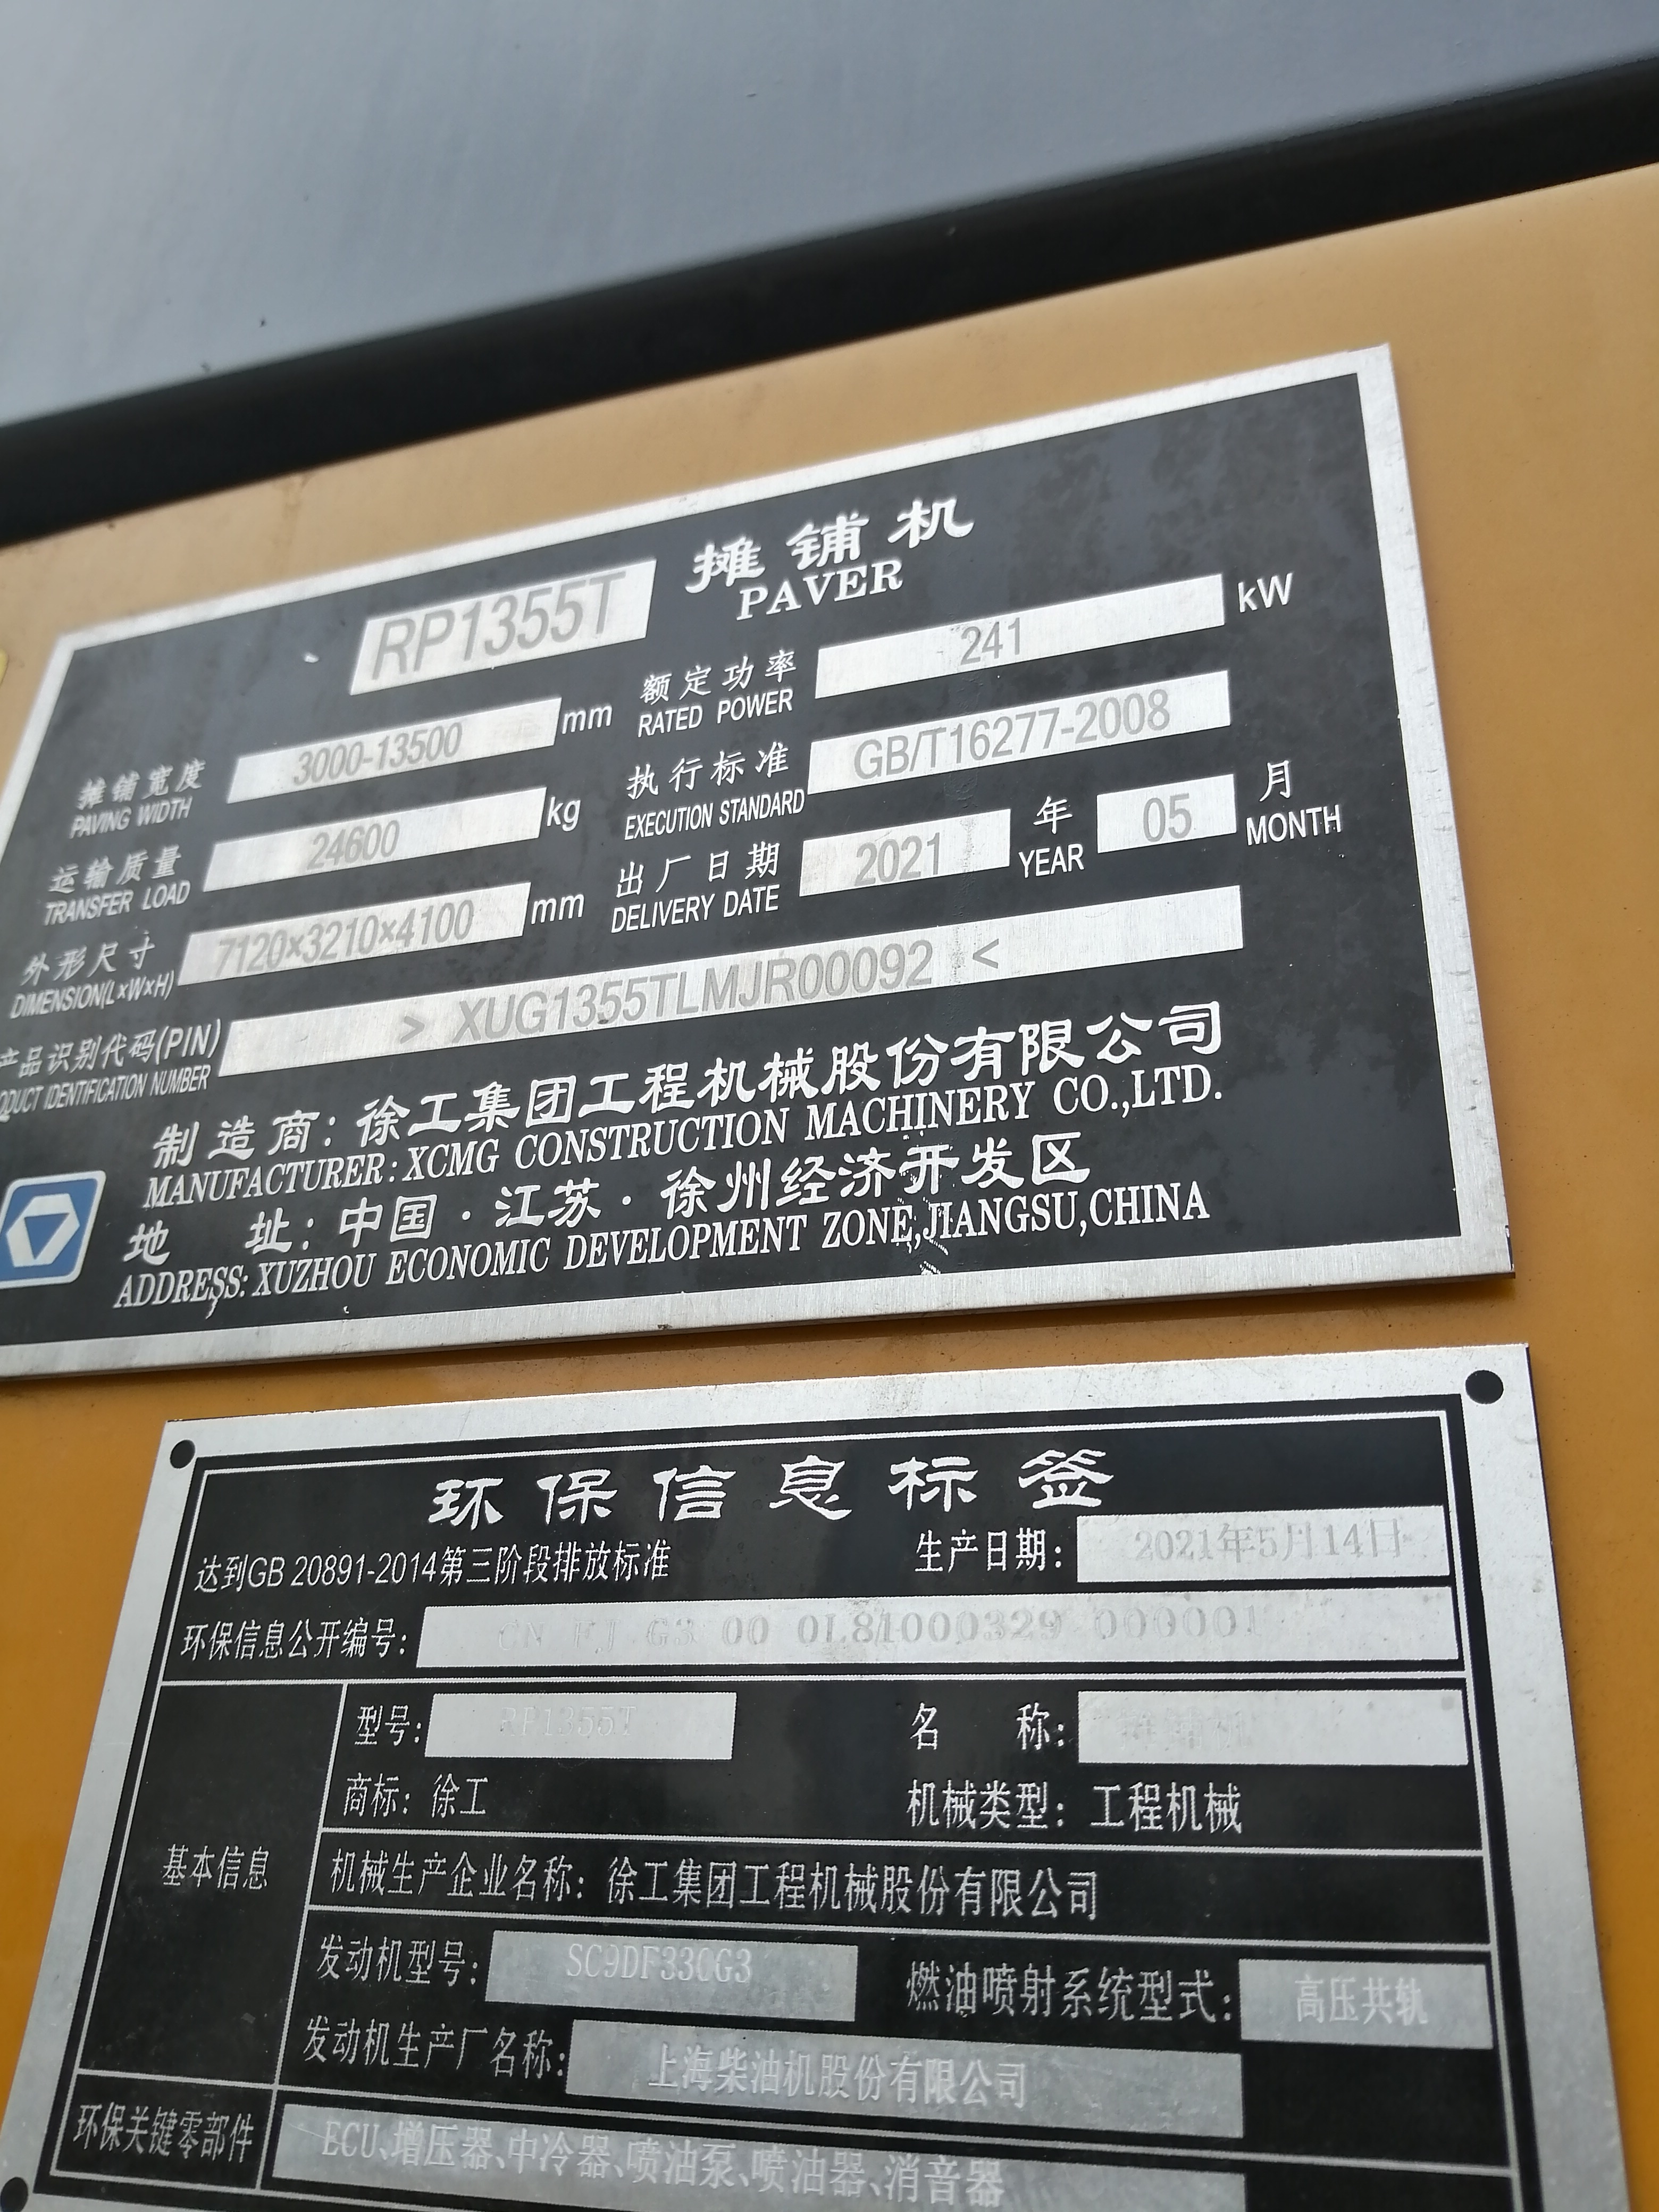 RP1355T 摊铺机
PAVER
摊铺宽度 3000-13500 mm 额定功率 241 kW
PAVING WIDTH RATED POWER
运输质量 24600 kg 执行标准 GB/T16277-2008
TRANSFER LOAD EXECUTION STANDARD
外形尺寸 7120×3210×4100 mm 出厂日期 2021 年 05 月
DIMENSION(L×W×H) DELIVERY DATE YEAR MONTH
产品识别代码(PIN) > XUG1355TLMJR00092 <
DUCT IDENTIFICATION NUMBER
制造商：徐工集团工程机械股份有限公司
MANUFACTURER: XCMG CONSTRUCTION MACHINERY CO.,LTD.
地 址：中国·江苏·徐州经济开发区
ADDRESS: XUZHOU ECONOMIC DEVELOPMENT ZONE,JIANGSU,CHINA
环保信息标签
达到GB 20891-2014第三阶段排放标准 生产日期：2021年5月14日
环保信息公开编号：CN FJ G3 00 0L81000329 000001
型号：RP1355T 名 称：摊铺机
商标：徐工 机械类型：工程机械
基本信息
机械生产企业名称：徐工集团工程机械股份有限公司
发动机型号：SC9DF330G3 燃油喷射系统型式：高压共轨
发动机生产厂名称：上海柴油机股份有限公司
环保关键零部件 ECU、增压器、中冷器、喷油泵、喷油器、消音器